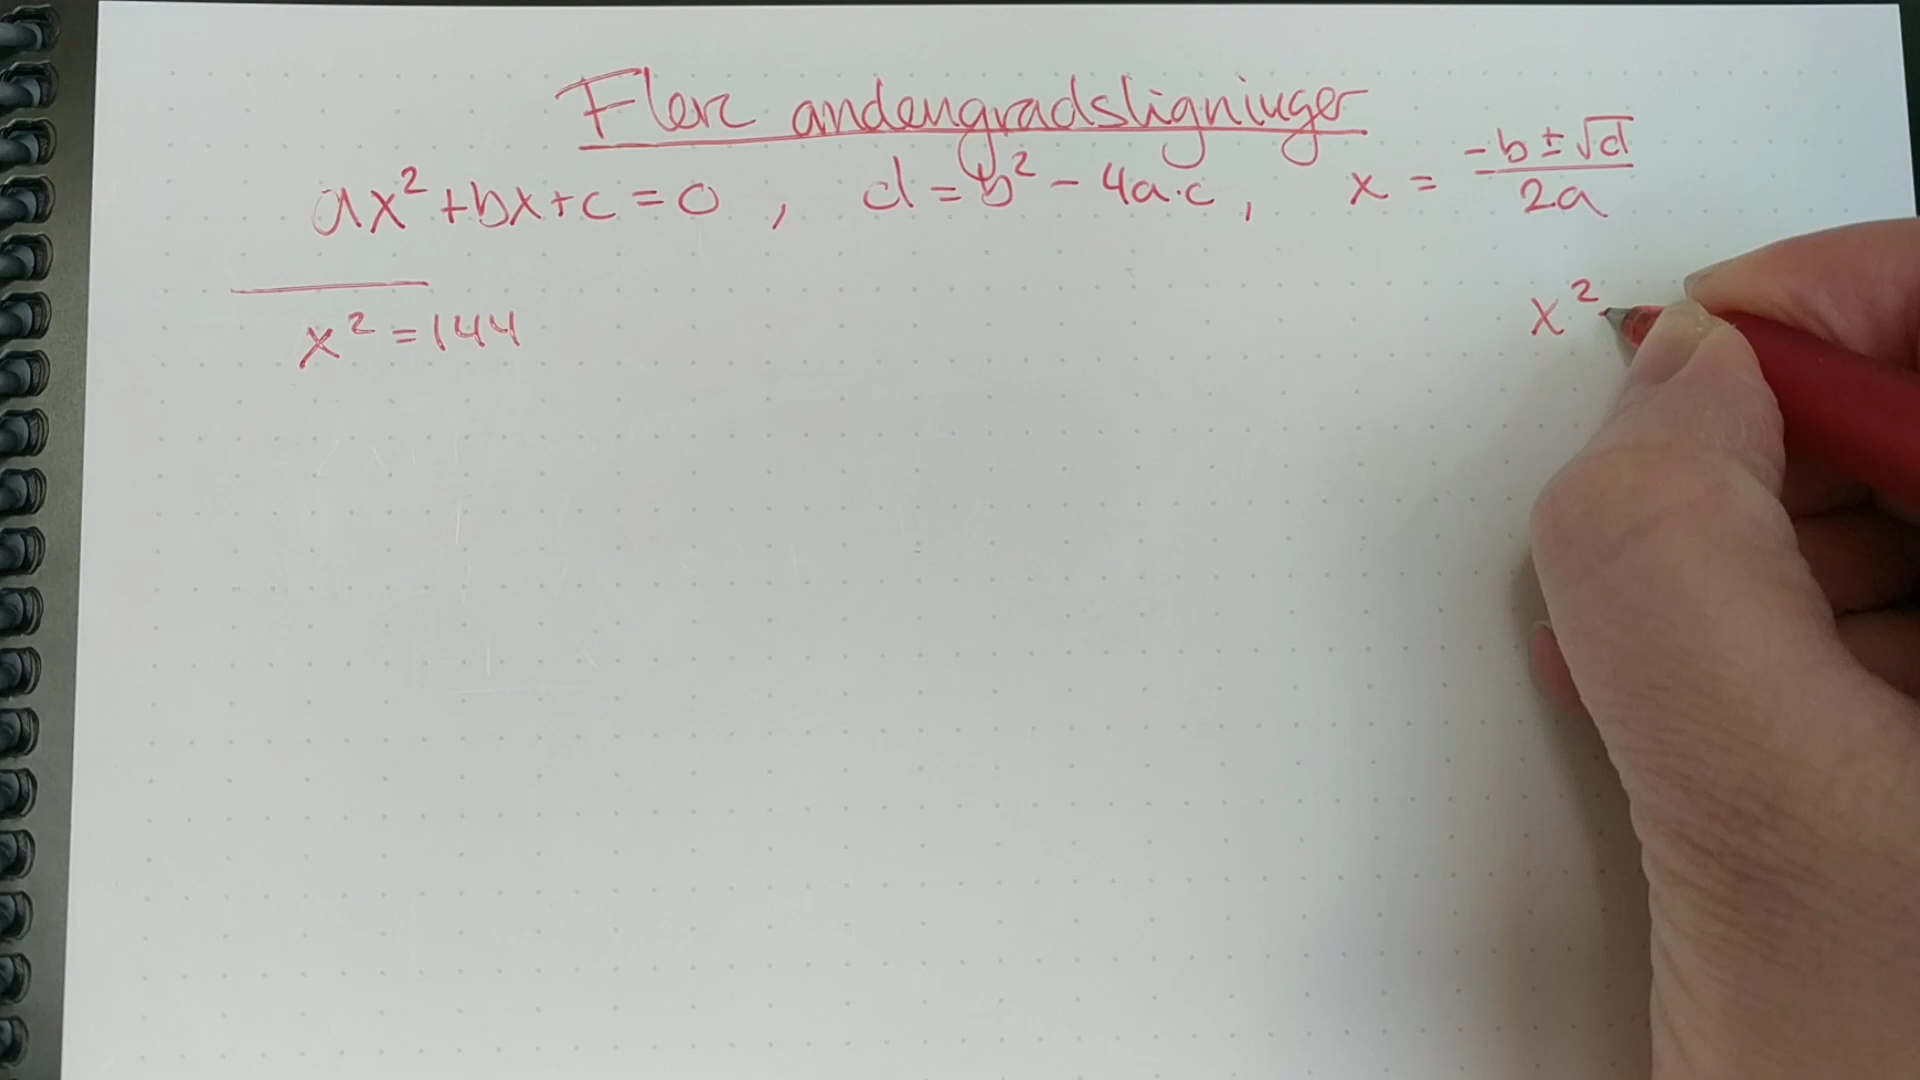 Flere andengradsligninger
ax² + bx + c = 0 , d = b² - 4a·c , x = (-b ± √d)/2a
x² = 144
x² -